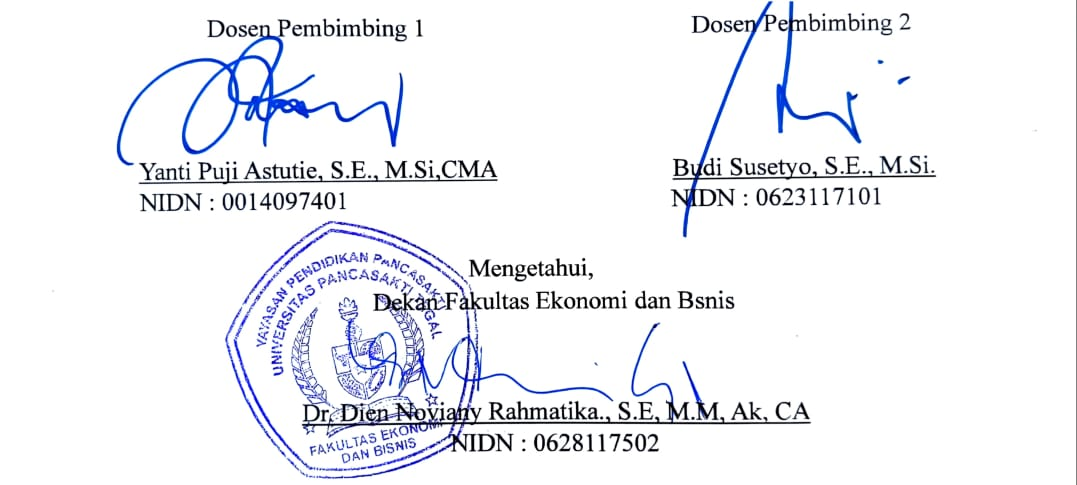 Dosen Pembimbing 1
Dosen Pembimbing 2
Yanti Puji Astutie, S.E., M.Si,CMA
NIDN : 0014097401
Budi Susetyo, S.E., M.Si.
NIDN : 0623117101
Mengetahui,
Dekan Fakultas Ekonomi dan Bsnis
YAYASAN PENDIDIKAN PANCASAKTI
UNIVERSITAS PANCASAKTI TEGAL
Dr. Dien Noviany Rahmatika., S.E, M.M, Ak, CA
FAKULTAS EKONOMI
DAN BISNIS
NIDN : 0628117502